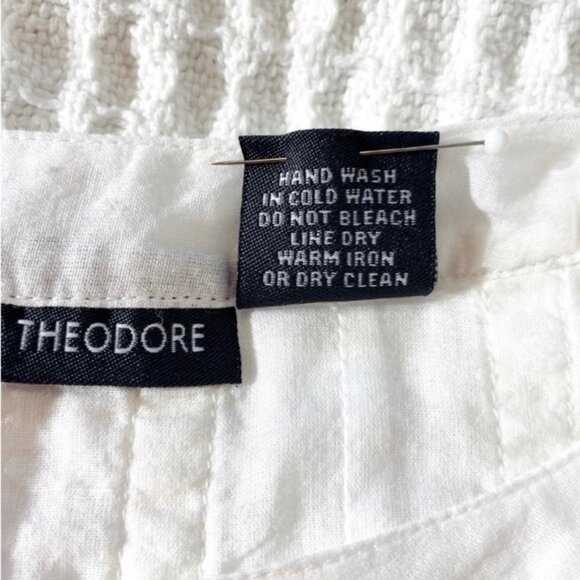 HAND WASH
IN COLD WATER
DO NOT BLEACH
LINE DRY
WARM IRON
OR DRY CLEAN
THEODORE